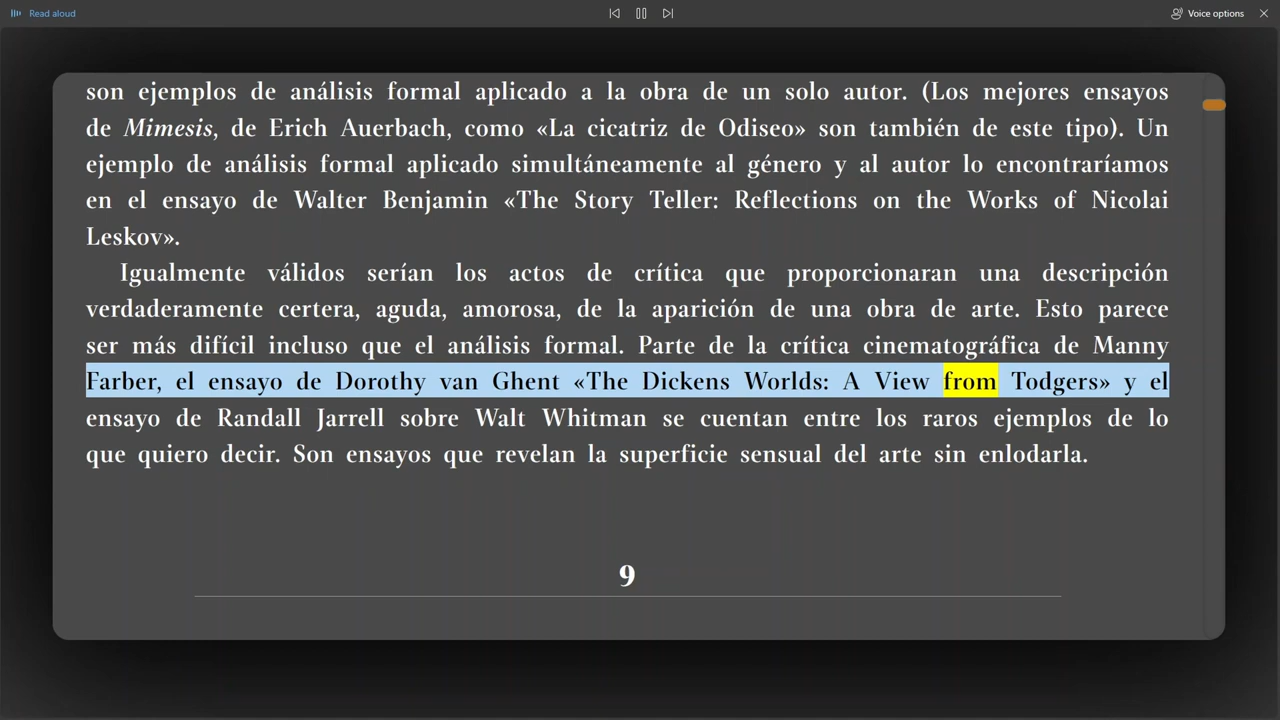 Read aloud
Voice options
son ejemplos de análisis formal aplicado a la obra de un solo autor. (Los mejores ensayos
de Mimesis, de Erich Auerbach, como «La cicatriz de Odiseo» son también de este tipo). Un
ejemplo de análisis formal aplicado simultáneamente al género y al autor lo encontraríamos
en el ensayo de Walter Benjamin «The Story Teller: Reflections on the Works of Nicolai
Leskov».
Igualmente válidos serían los actos de crítica que proporcionaran una descripción
verdaderamente certera, aguda, amorosa, de la aparición de una obra de arte. Esto parece
ser más difícil incluso que el análisis formal. Parte de la crítica cinematográfica de Manny
Farber, el ensayo de Dorothy van Ghent «The Dickens Worlds: A View from Todgers» y el
ensayo de Randall Jarrell sobre Walt Whitman se cuentan entre los raros ejemplos de lo
que quiero decir. Son ensayos que revelan la superficie sensual del arte sin enlodarla.
9